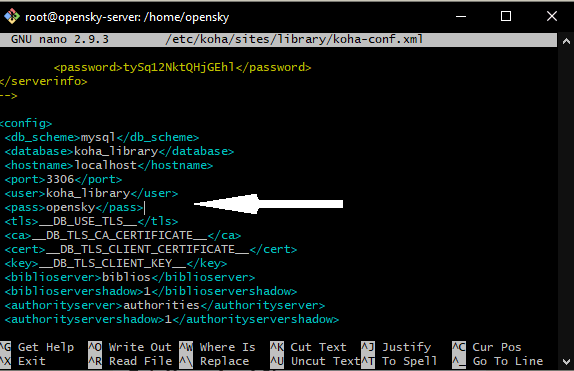 root@opensky-server: /home/opensky
GNU nano 2.9.3 /etc/koha/sites/library/koha-conf.xml
<password>tySq12NktQHjGEhl</password>
</serverinfo>
-->
<config>
<db_scheme>mysql</db_scheme>
<database>koha_library</database>
<hostname>localhost</hostname>
<port>3306</port>
<user>koha_library</user>
<pass>opensky</pass>
<tls>__DB_USE_TLS__</tls>
<ca>__DB_TLS_CA_CERTIFICATE__</ca>
<cert>__DB_TLS_CLIENT_CERTIFICATE__</cert>
<key>__DB_TLS_CLIENT_KEY__</key>
<biblioserver>biblios</biblioserver>
<biblioservershadow>1</biblioservershadow>
<authorityserver>authorities</authorityserver>
<authorityservershadow>1</authorityservershadow>
^G Get Help ^O Write Out ^W Where Is ^K Cut Text ^J Justify ^C Cur Pos
^X Exit ^R Read File ^\ Replace ^U Uncut Text ^T To Spell ^_ Go To Line